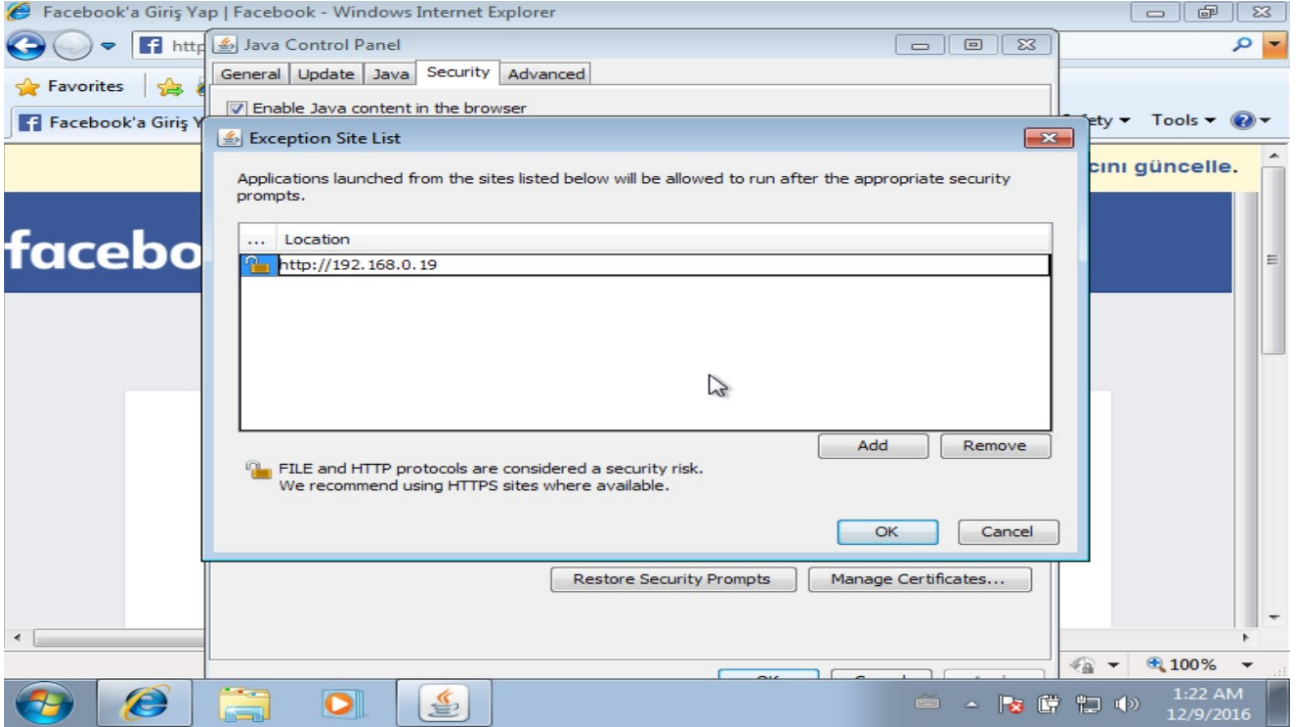 Facebook'a Giriş Yap | Facebook - Windows Internet Explorer
http
Java Control Panel
General Update Java Security Advanced
Favorites
Enable Java content in the browser
Facebook'a Giriş Y
Tools
Exception Site List
cını güncelle.
Applications launched from the sites listed below will be allowed to run after the appropriate security
prompts.
facebo
... Location
http://192.168.0.19
Add Remove
FILE and HTTP protocols are considered a security risk.
We recommend using HTTPS sites where available.
OK Cancel
Restore Security Prompts Manage Certificates...
100%
1:22 AM
12/9/2016